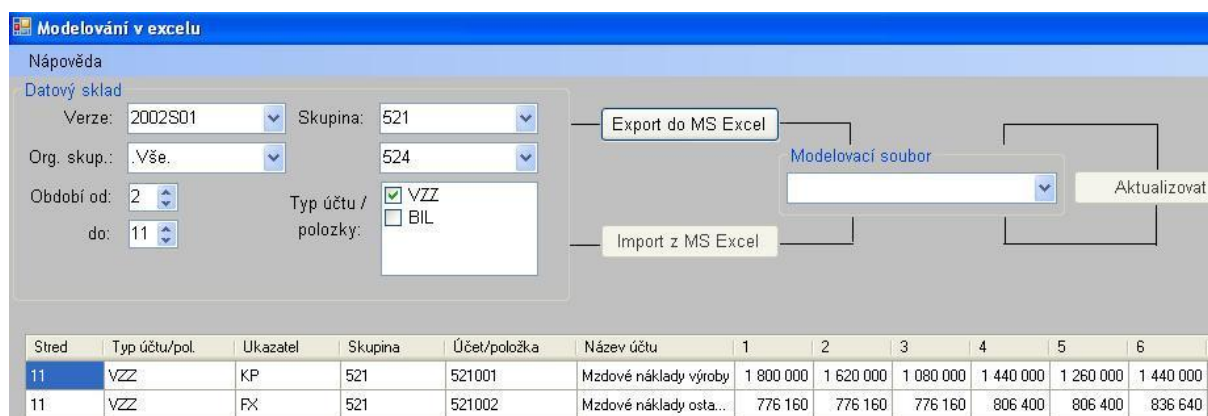 Modelování v excelu
Nápověda
Datový sklad
Verze: 2002S01 Skupina: 521 Export do MS Excel
Org. skup.: .Vše. 524 Modelovací soubor
Období od: 2 Typ účtu / VZZ Aktualizovat
BIL
do: 11 polozky: Import z MS Excel
Stred Typ účtu/pol. Ukazatel Skupina Účet/položka Název účtu 1 2 3 4 5 6
11 VZZ KP 521 521001 Mzdové náklady výroby 1 800 000 1 620 000 1 080 000 1 440 000 1 260 000 1 440 000
11 VZZ FX 521 521002 Mzdové náklady osta... 776 160 776 160 776 160 806 400 806 400 836 640